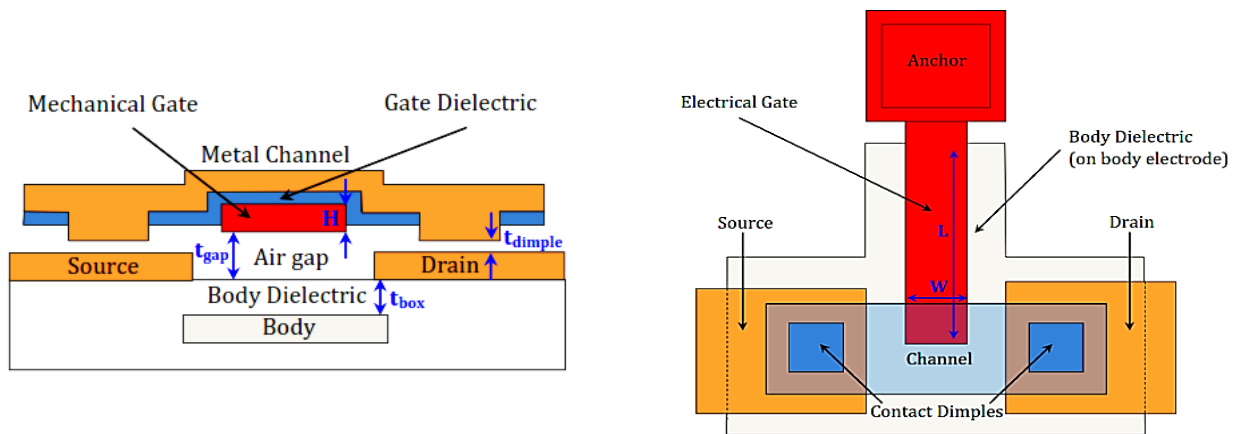 Mechanical Gate
Gate Dielectric
Metal Channel
H
t_gap
t_dimple
Source
Air gap
Drain
Body Dielectric
t_box
Body
Anchor
Electrical Gate
Body Dielectric
(on body electrode)
Source
L
Drain
W
Channel
Contact Dimples